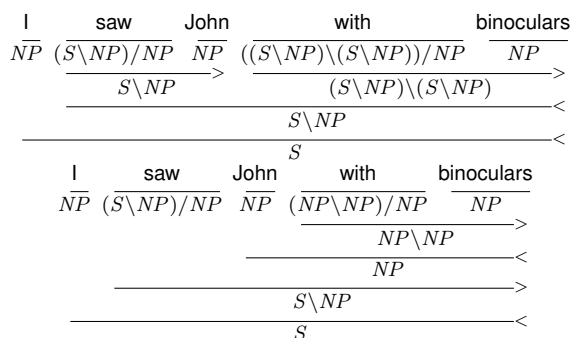 I saw John with binoculars
NP (S\NP)/NP NP ((S\NP)\(S\NP))/NP NP
> >
S\NP (S\NP)\(S\NP)
<
S\NP
<
S
I saw John with binoculars
NP (S\NP)/NP NP (NP\NP)/NP NP
>
NP\NP
<
NP
>
S\NP
<
S